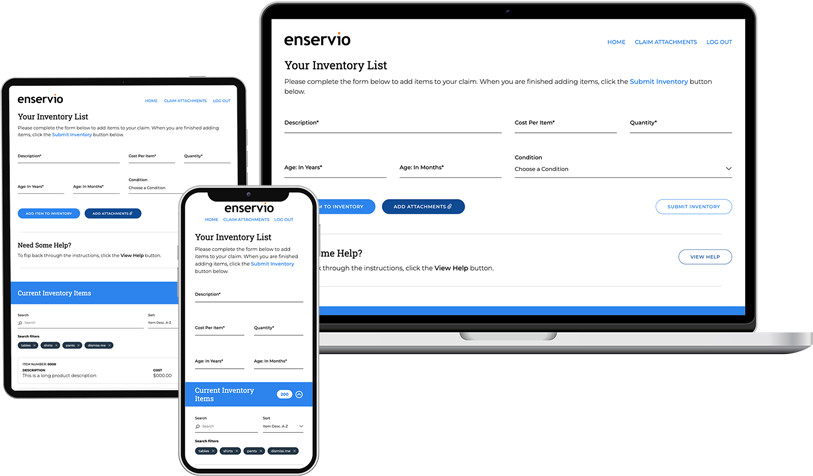 enservio
HOME CLAIM ATTACHMENTS LOG OUT
Your Inventory List
Please complete the form below to add items to your claim. When you are finished adding items, click the Submit Inventory button
below.
Description*
Cost Per Item*
Quantity*
Age: In Years*
Age: In Months*
Condition
Choose a Condition
TO INVENTORY
ADD ATTACHMENTS
SUBMIT INVENTORY
ome Help?
through the instructions, click the View Help button.
VIEW HELP
enservio
HOME CLAIM ATTACHMENTS LOG OUT
Your Inventory List
Please complete the form below to add items to your claim. When you are finished adding
items, click the Submit Inventory button below
Description*
Cost Per Item*
Quantity*
Age: In Years*
Age: In Months*
Condition
Choose a Condition
ADD ITEM TO INVENTORY
ADD ATTACHMENTS
Need Some Help?
To flip back through the instructions, click the View Help button.
Current Inventory Items
Search
Sort
Search
Item Desc. A-Z
Search filters
tables x shirts x pants x dismiss me x
ITEM NUMBER: 0000
DESCRIPTION
COST
This is a long product description
$000.00
enservio
HOME CLAIM ATTACHMENTS LOG OUT
Your Inventory List
Please complete the form below to add
items to your claim. When you are finished
adding items, click the Submit Inventory
button below
Description*
Cost Per Item*
Quantity*
Age: In Years*
Age: In Months*
Current Inventory
Items
200
Search
Sort
Search
Item Desc. A-Z
Search Filters
tables x shirts x pants x dismiss me x